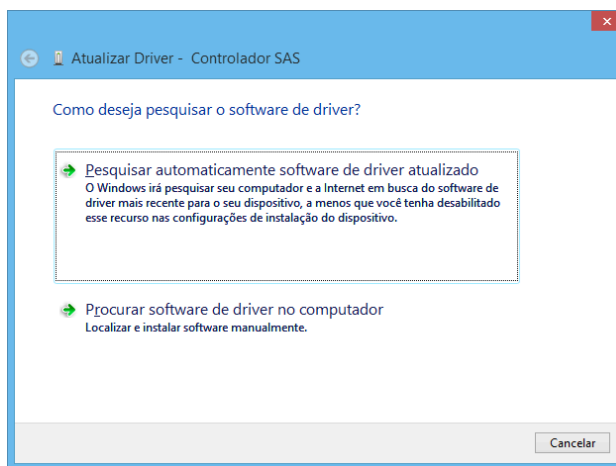 Atualizar Driver - Controlador SAS
Como deseja pesquisar o software de driver?
Pesquisar automaticamente software de driver atualizado
O Windows irá pesquisar seu computador e a Internet em busca do software de
driver mais recente para o seu dispositivo, a menos que você tenha desabilitado
esse recurso nas configurações de instalação do dispositivo.
Procurar software de driver no computador
Localizar e instalar software manualmente.
Cancelar